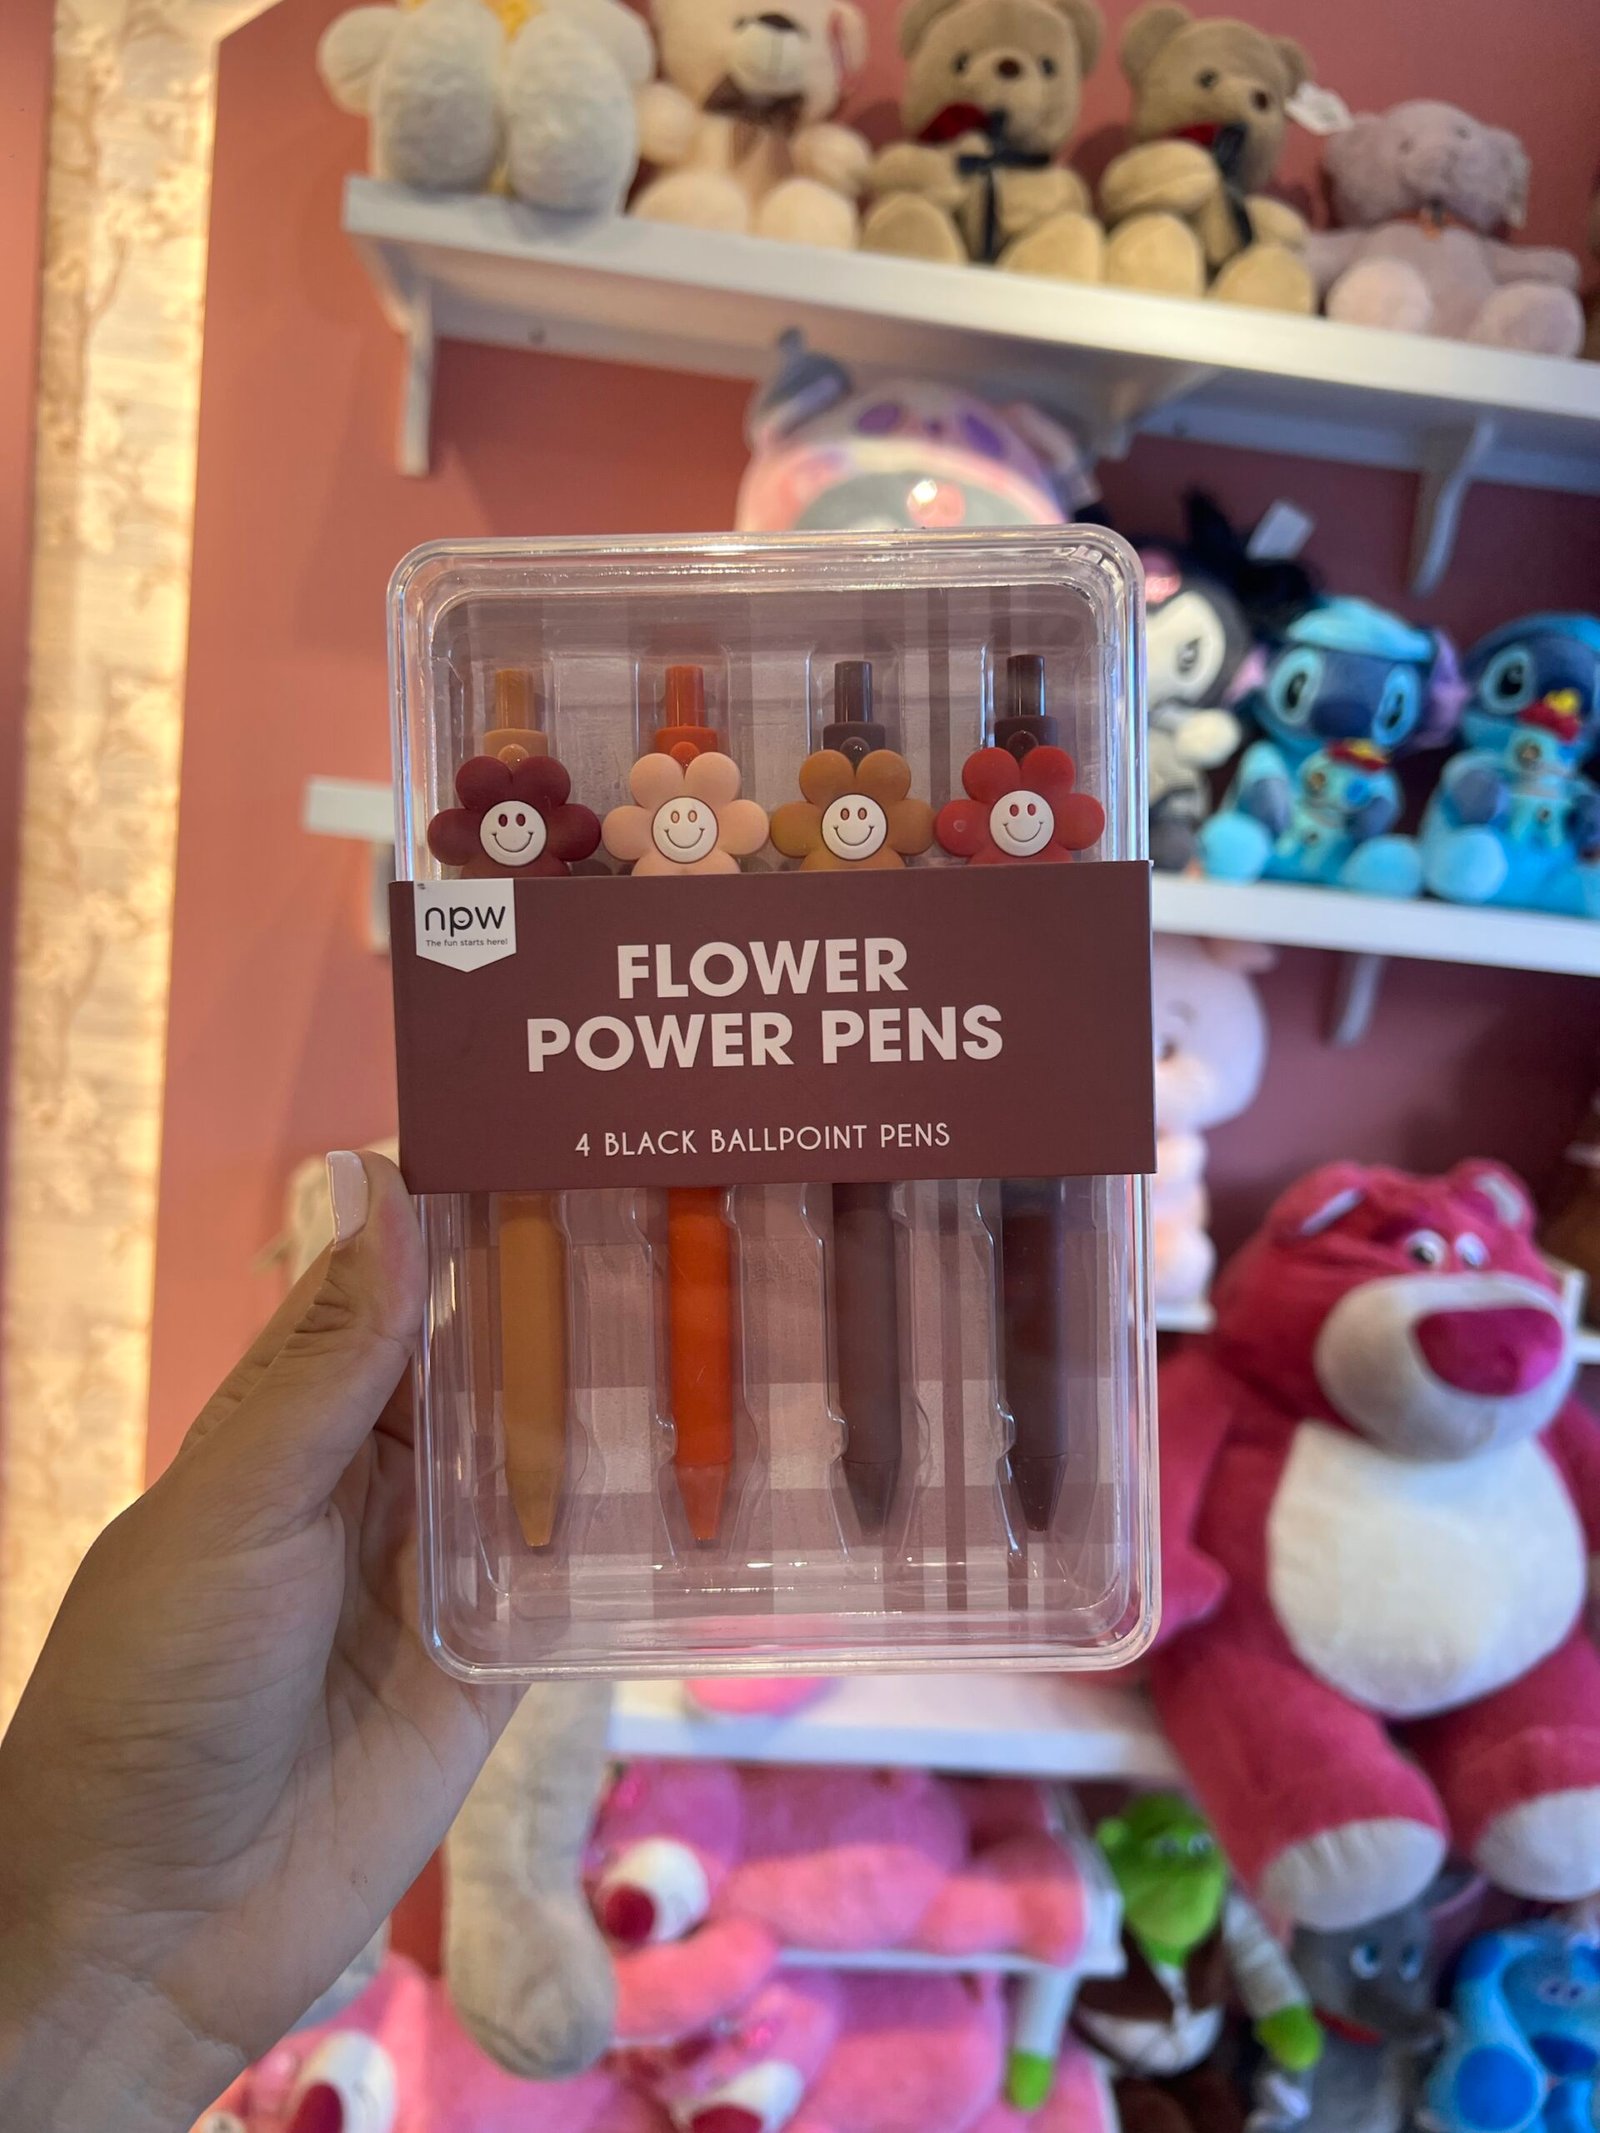 npw
The fun starts here!
FLOWER
POWER PENS
4 BLACK BALLPOINT PENS